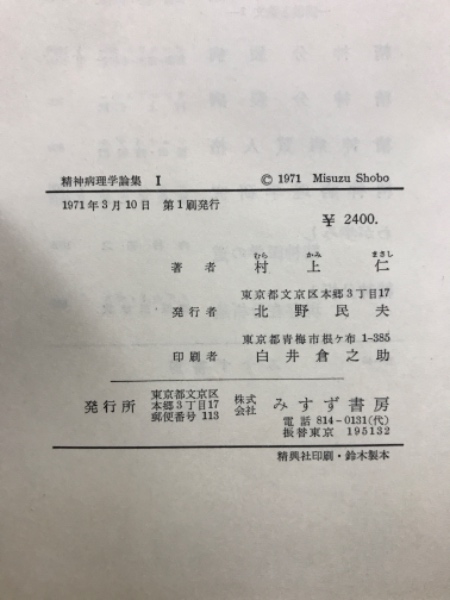 精神病理学論集 I
© 1971 Misuzu Shobo
1971年3月10日 第1刷発行
¥ 2400.
むら かみ まさし
著者 村上仁
東京都文京区本郷3丁目17
発行者 北野民夫
東京都青梅市根ケ布 1-385
印刷者 白井倉之助
発行所
東京都文京区
本郷3丁目17
郵便番号 113
株式
会社
みすず書房
電話 814-0131(代)
振替東京 195132
精興社印刷・鈴木製本